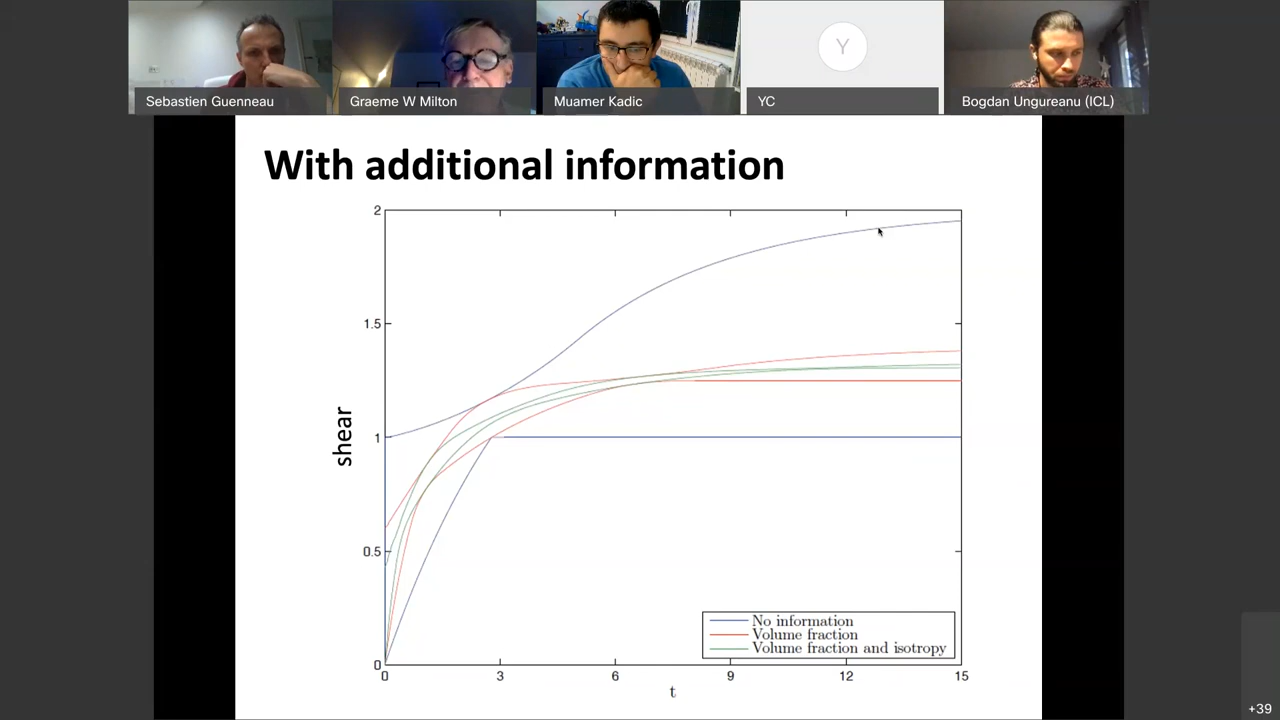 Sebastien Guenneau
Graeme W Milton
Muamer Kadic
Y
YC
Bogdan Ungureanu (ICL)
With additional information
2
1.5
1
0.5
0
shear
0
3
6
9
12
15
t
No information
Volume fraction
Volume fraction and isotropy
+39